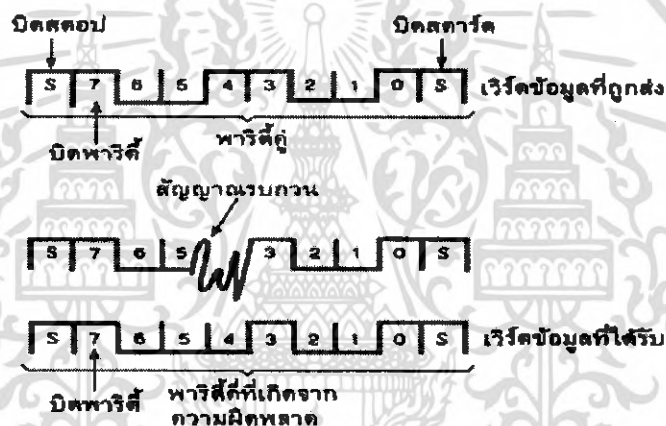 บิตสตอป บิตสตาร์ต
S 7 6 5 4 3 2 1 0 S เวิร์ดข้อมูลที่ถูกส่ง
บิตพาริตี้ พาริตี้คู่
สัญญาณรบกวน
S 7 6 5 3 2 1 0 S
S 7 6 5 4 3 2 1 0 S เวิร์ดข้อมูลที่ได้รับ
บิตพาริตี้ พาริตี้คี่ที่เกิดจาก
ความผิดพลาด